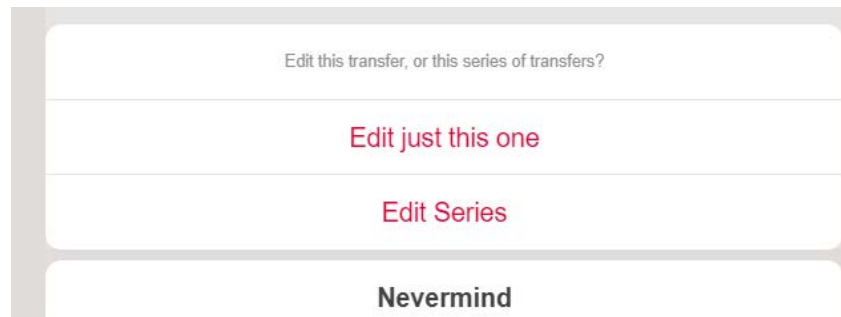 Edit this transfer, or this series of transfers?
Edit just this one
Edit Series
Nevermind